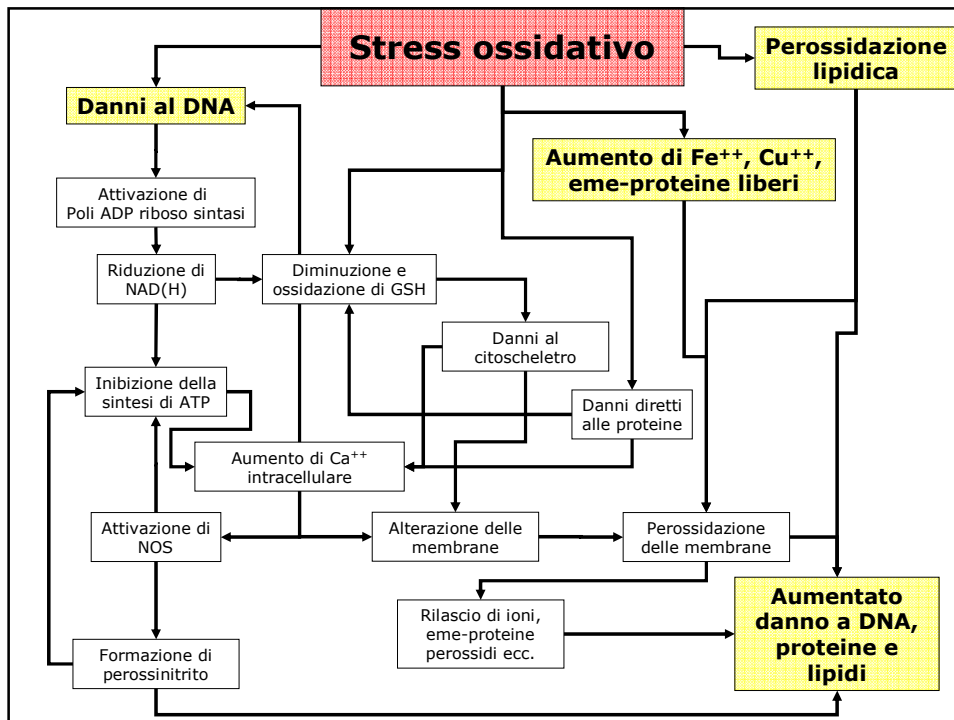 Stress ossidativo
Perossidazione
lipidica
Danni al DNA
Aumento di Fe⁺⁺, Cu⁺⁺,
eme-proteine liberi
Attivazione di
Poli ADP riboso sintasi
Riduzione di
NAD(H)
Diminuzione e
ossidazione di GSH
Danni al
citoscheletro
Inibizione della
sintesi di ATP
Danni diretti
alle proteine
Aumento di Ca⁺⁺
intracellulare
Attivazione di
NOS
Alterazione delle
membrane
Perossidazione
delle membrane
Rilascio di ioni,
eme-proteine
perossidi ecc.
Aumentato
danno a DNA,
proteine e
lipidi
Formazione di
perossinitrito